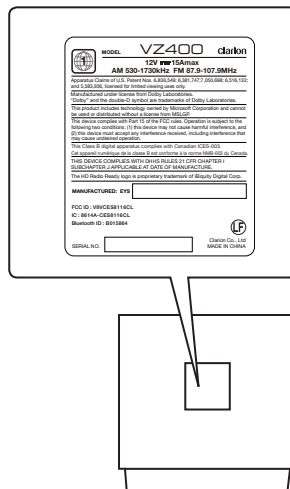 MODEL VZ400 clarion
12V 15Amax
AM 530-1730kHz FM 87.9-107.9MHz
Apparatus Claims of U.S. Patent Nos. 6,836,549; 6,381,747;7,050,698; 6,516,132;
and 5,583,936, licensed for limited viewing uses only.
Manufactured under license from Dolby Laboratories.
"Dolby" and the double-D symbol are trademarks of Dolby Laboratories.
This product includes technology owned by Microsoft Corporation and cannot
be used or distributed without a license from MSLGP.
This device complies with Part 15 of the FCC rules. Operation is subject to the
following two conditions: (1) this device may not cause harmful interference, and
(2) this device must accept any interference received, including interference that
may cause undesired operation.
This Class B digital apparatus complies with Canadian ICES-003.
Cet appareil numérique de la classe B est conforme à la norme NMB-003 du Canada.
THIS DEVICE COMPLIES WITH DHHS RULES 21 CFR CHAPTER I
SUBCHAPTER J APPLICABLE AT DATE OF MANUFACTURE.
The HD Radio Ready logo is proprietary trademark of iBiquity Digital Corp.
MANUFACTURED: EYS
FCC ID : V8VCES8116CL
IC : 8614A-CES8116CL
Bluetooth ID : B015864
LF
SERIAL NO.
Clarion Co., Ltd
MADE IN CHINA